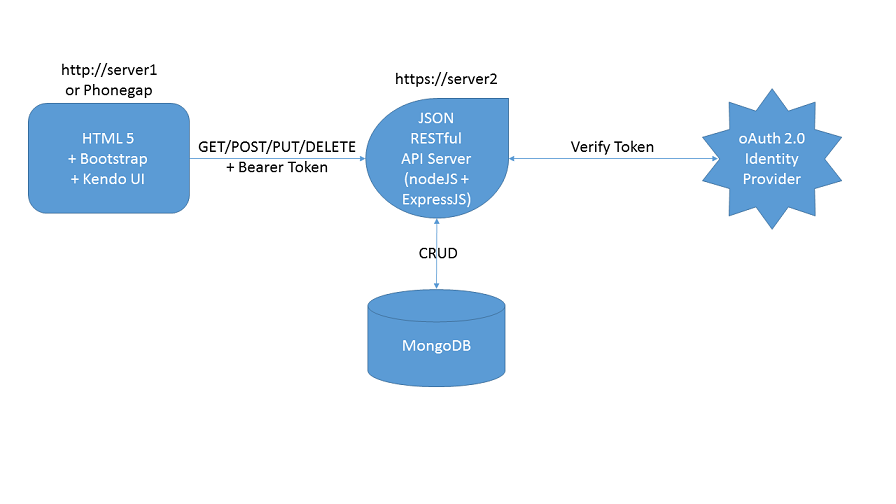 http://server1
or Phonegap
HTML 5
+ Bootstrap
+ Kendo UI
GET/POST/PUT/DELETE
+ Bearer Token
https://server2
JSON
RESTful
API Server
(nodeJS +
ExpressJS)
Verify Token
oAuth 2.0
Identity
Provider
CRUD
MongoDB